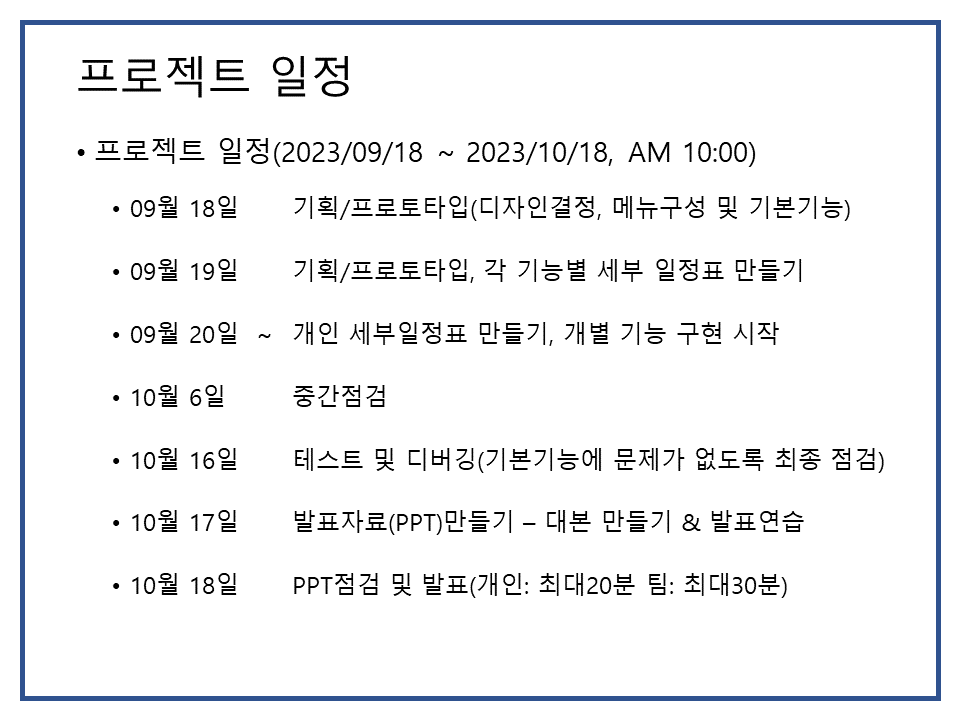 프로젝트 일정
• 프로젝트 일정(2023/09/18 ~ 2023/10/18, AM 10:00)
• 09월 18일 기획/프로토타입(디자인결정, 메뉴구성 및 기본기능)
• 09월 19일 기획/프로토타입, 각 기능별 세부 일정표 만들기
• 09월 20일 ~ 개인 세부일정표 만들기, 개별 기능 구현 시작
• 10월 6일 중간점검
• 10월 16일 테스트 및 디버깅(기본기능에 문제가 없도록 최종 점검)
• 10월 17일 발표자료(PPT)만들기 – 대본 만들기 & 발표연습
• 10월 18일 PPT점검 및 발표(개인: 최대20분 팀: 최대30분)